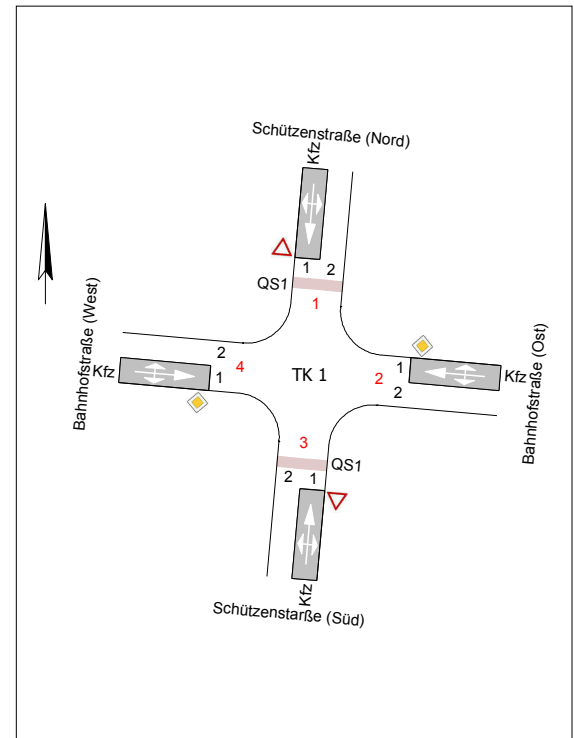 Schützenstraße (Nord)
Kfz
1 2
QS1
1
Bahnhofstraße (West)
Kfz
2
4
1
TK 1
2
1
2
Kfz
Bahnhofstraße (Ost)
3
QS1
2 1
Kfz
Schützenstarße (Süd)